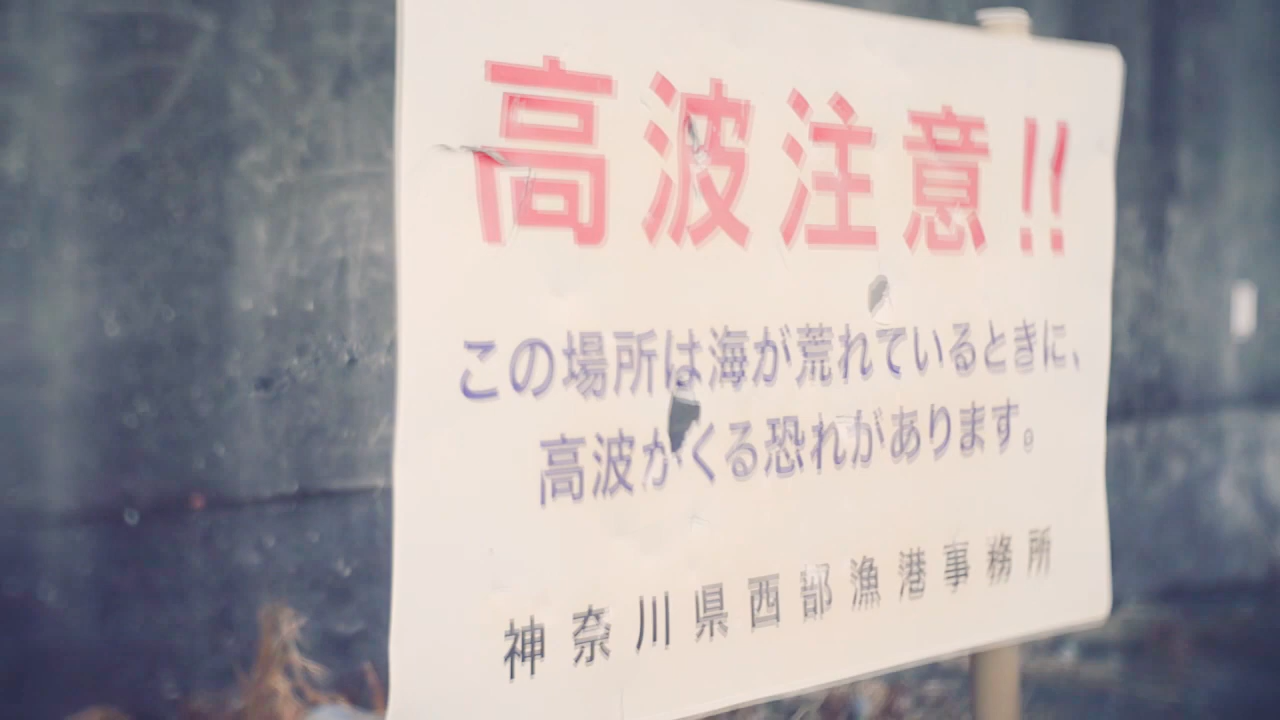 高波注意!!
この場所は海が荒れているときに、
高波がくる恐れがあります。
神奈川県西部漁港事務所